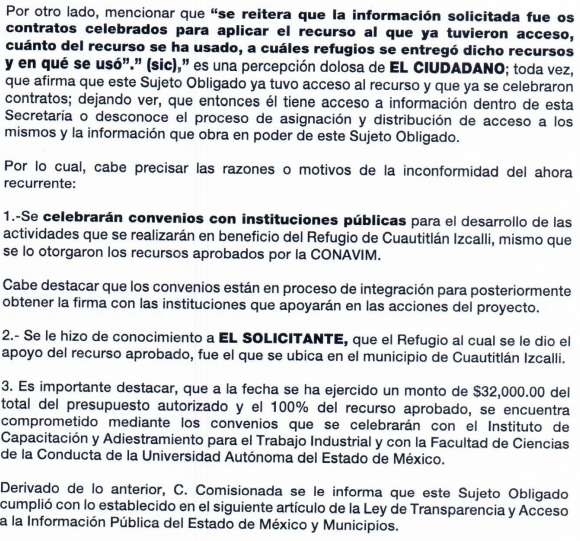 Por otro lado, mencionar que “se reitera que la información solicitada fue os
contratos celebrados para aplicar el recurso al que ya tuvieron acceso,
cuánto del recurso se ha usado, a cuáles refugios se entregó dicho recursos
y en qué se usó”.” (sic),” es una percepción dolosa de EL CIUDADANO; toda vez,
que afirma que este Sujeto Obligado ya tuvo acceso al recurso y que ya se celebraron
contratos; dejando ver, que entonces él tiene acceso a información dentro de esta
Secretaría o desconoce el proceso de asignación y distribución de acceso a los
mismos y la información que obra en poder de este Sujeto Obligado.
Por lo cual, cabe precisar las razones o motivos de la inconformidad del ahora
recurrente:
1.-Se celebrarán convenios con instituciones públicas para el desarrollo de las
actividades que se realizarán en beneficio del Refugio de Cuautitlán Izcalli, mismo que
se lo otorgaron los recursos aprobados por la CONAVIM.
Cabe destacar que los convenios están en proceso de integración para posteriormente
obtener la firma con las instituciones que apoyarán en las acciones del proyecto.
2.- Se le hizo de conocimiento a EL SOLICITANTE, que el Refugio al cual se le dio el
apoyo del recurso aprobado, fue el que se ubica en el municipio de Cuautitlán Izcalli.
3. Es importante destacar, que a la fecha se ha ejercido un monto de $32,000.00 del
total del presupuesto autorizado y el 100% del recurso aprobado, se encuentra
comprometido mediante los convenios que se celebrarán con el Instituto de
Capacitación y Adiestramiento para el Trabajo Industrial y con la Facultad de Ciencias
de la Conducta de la Universidad Autónoma del Estado de México.
Derivado de lo anterior, C. Comisionada se le informa que este Sujeto Obligado
cumplió con lo establecido en el siguiente artículo de la Ley de Transparencia y Acceso
a la Información Pública del Estado de México y Municipios.